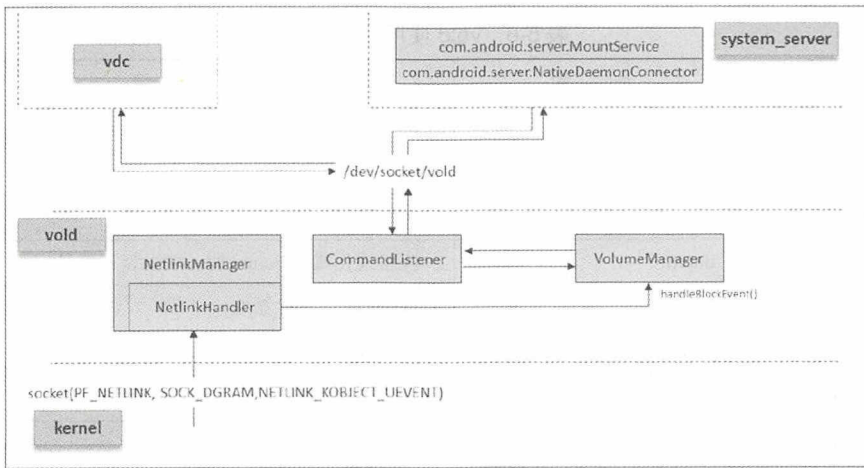 vdc
system_server
com.android.server.MountService
com.android.server.NativeDaemonConnector
/dev/socket/vold
vold
NetlinkManager
NetlinkHandler
CommandListener
VolumeManager
handleBlockEvent()
socket(PF_NETLINK, SOCK_DGRAM,NETLINK_KOBJECT_UEVENT)
kernel